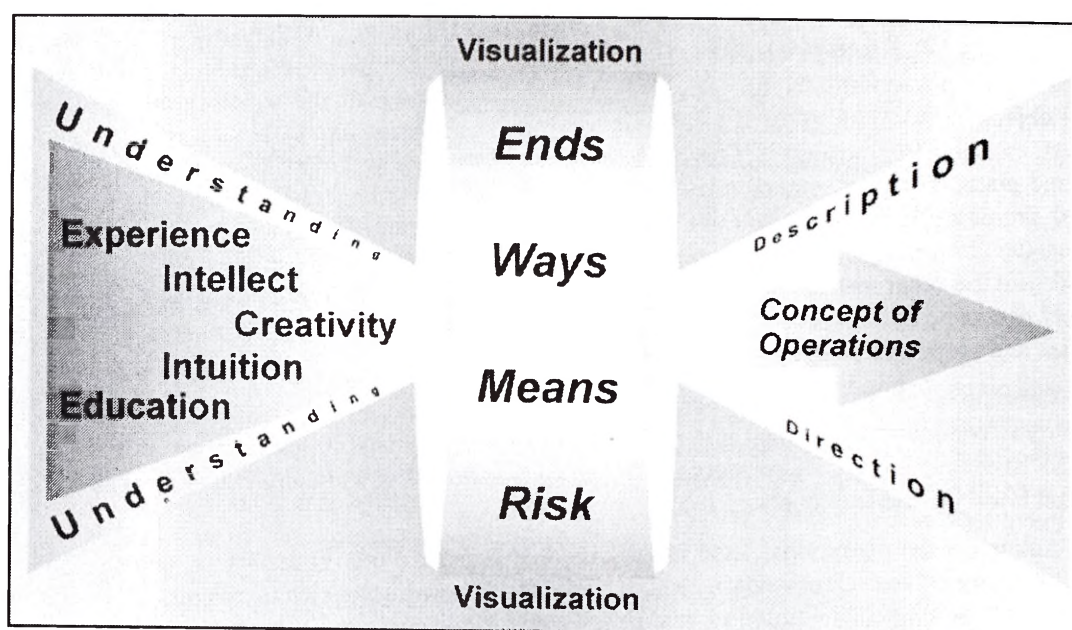 Visualization
Understanding
Experience
Intellect
Creativity
Intuition
Education
Understanding
Ends
Ways
Means
Risk
Description
Concept of
Operations
Direction
Visualization